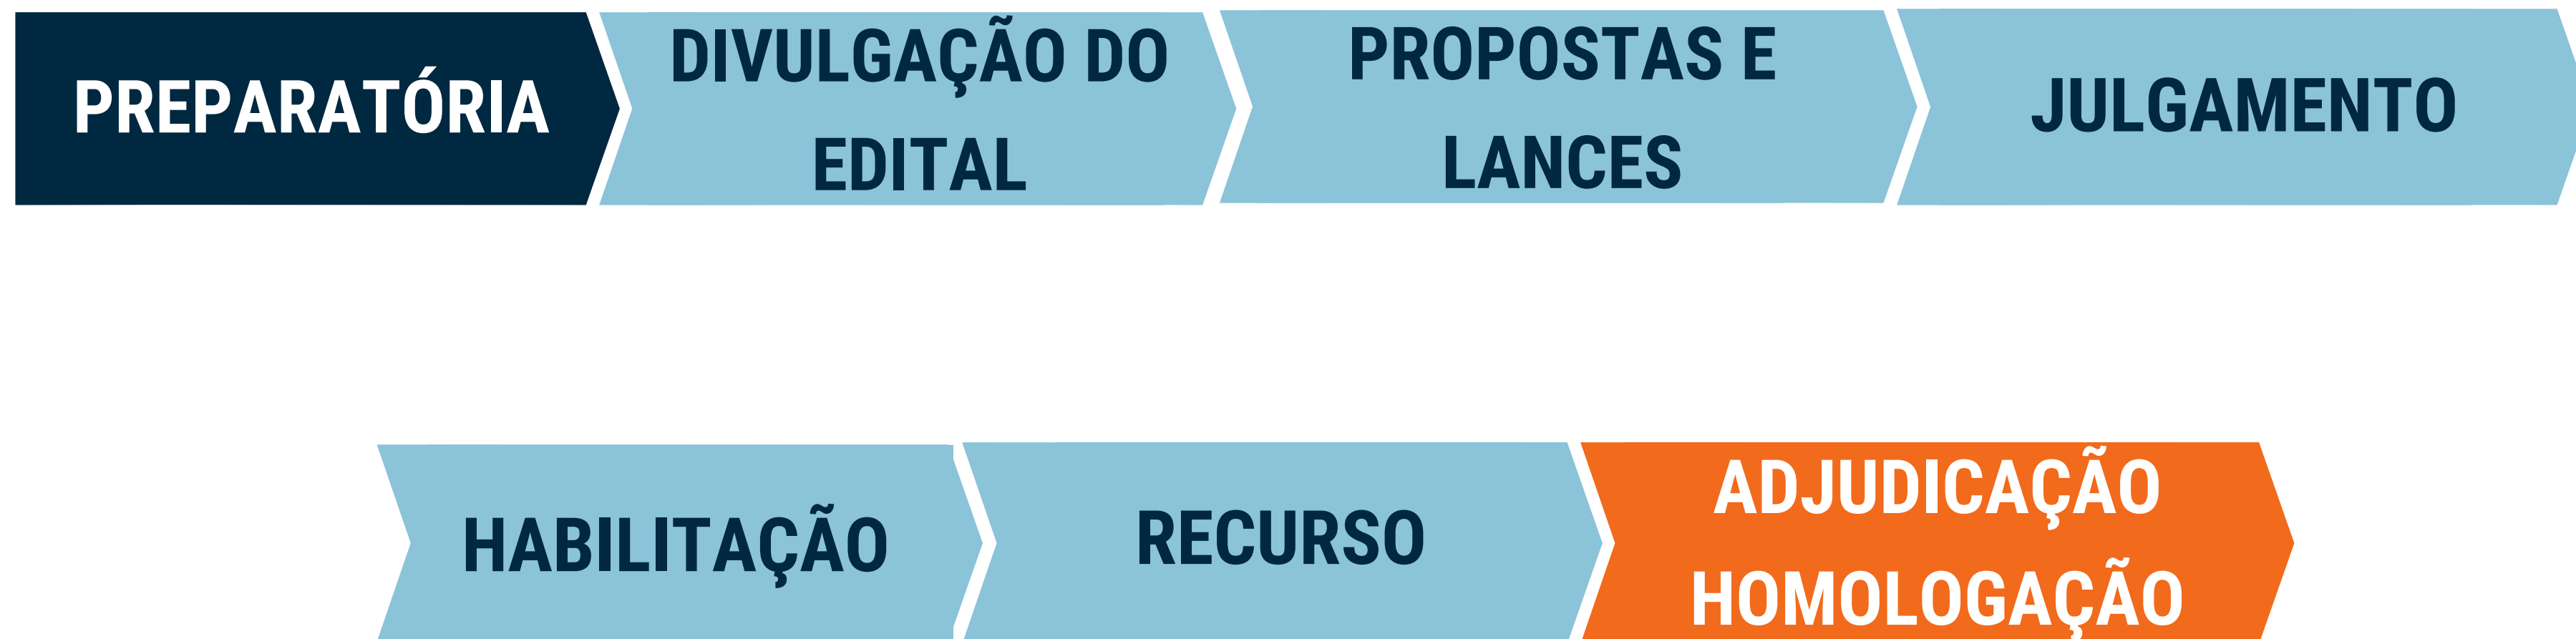 PREPARATÓRIA
DIVULGAÇÃO DO
EDITAL
PROPOSTAS E
LANCES
JULGAMENTO
HABILITAÇÃO
RECURSO
ADJUDICAÇÃO
HOMOLOGAÇÃO